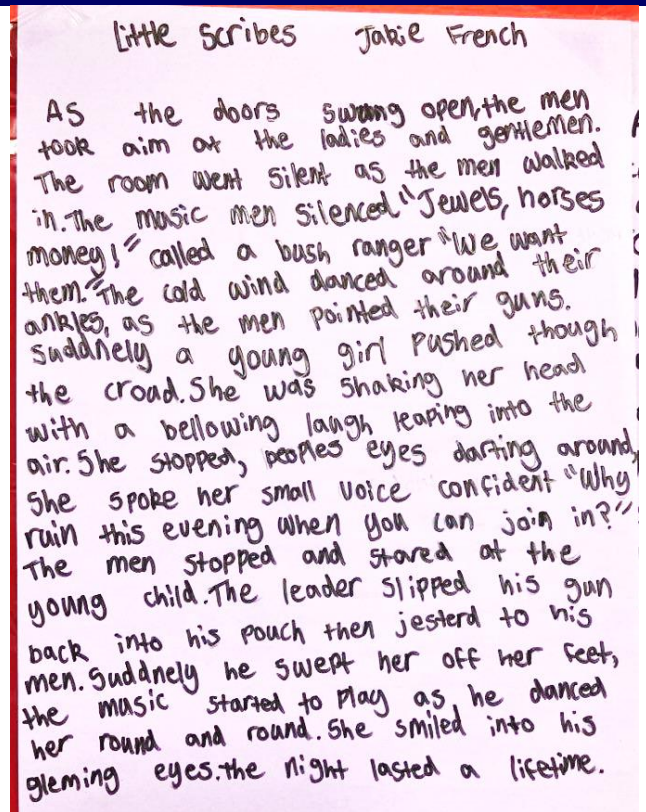 Little Scribes Jakie French
As the doors swung open, the men
took aim at the ladies and gentlemen.
The room went silent as the men walked
in. The music men silenced "Jewels, horses
money!" called a bush ranger "We want
them." The cold wind danced around their
ankles, as the men pointed their guns.
Suddnely a young girl pushed though
the croud. She was shaking her head
with a bellowing laugh leaping into the
air. She stopped, peoples eyes darting around,
She spoke her small voice confident "Why
ruin this evening when you can join in?"
The men stopped and stared at the
young child. The leader slipped his gun
back into his pouch then jesterd to his
men. Suddnely he swept her off her feet,
the music started to play as he danced
her round and round. She smiled into his
gleming eyes. the night lasted a lifetime.